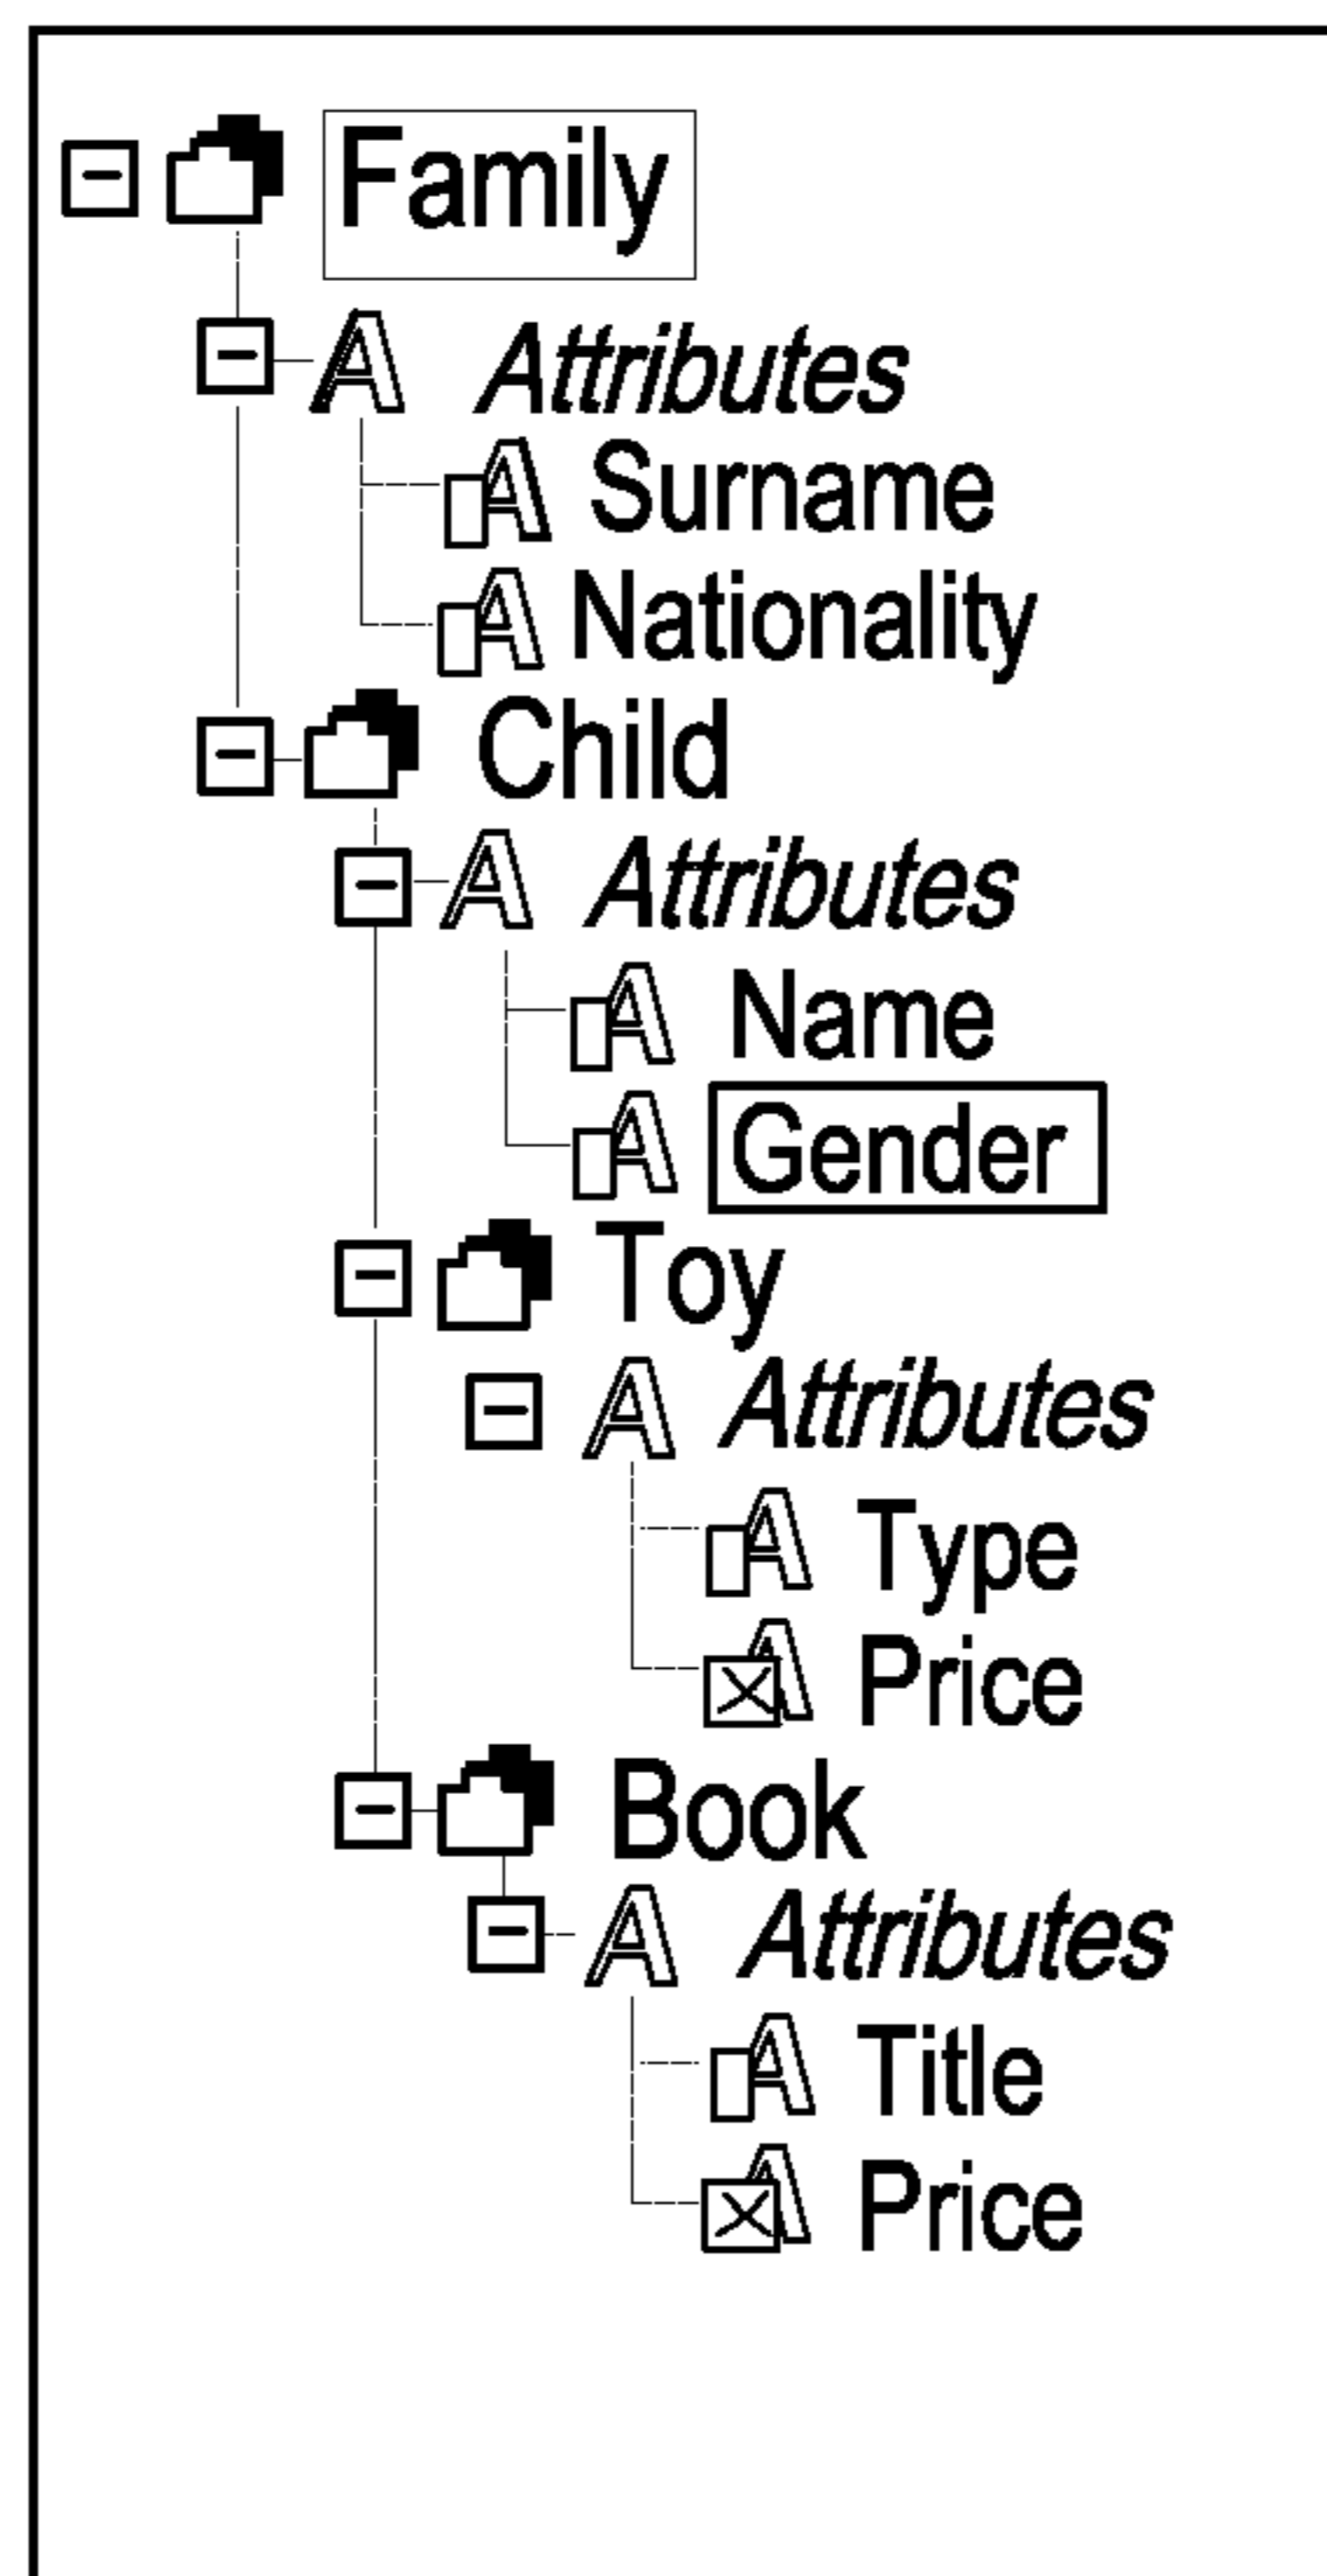 Family
Attributes
Surname
Nationality
Child
Attributes
Name
Gender
Toy
Attributes
Type
Price
Book
Attributes
Title
Price